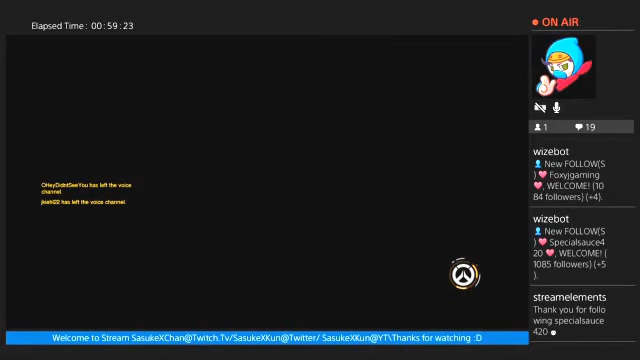 Elapsed Time : 00 : 59 : 23
ON AIR
1
19
OHeyDidntSeeYou has left the voice
channel.
jkiehl22 has left the voice channel.
wizebot
New FOLLOW(S
) Foxyjgaming
, WELCOME! (10
84 followers) (+4).
wizebot
New FOLLOW(S
) Specialsauce4
20 , WELCOME! (
1085 followers) (+5
).
streamelements
Thank you for follo
wing specialsauce
420
Welcome to Stream SasukeXChan@Twitch.Tv/SasukeXKun@Twitter/ SasukeXKun@YT\Thanks for watching :D